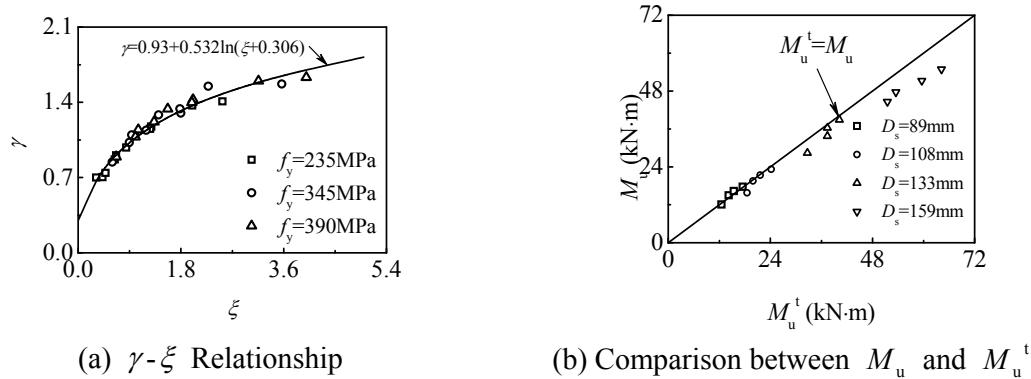 2.1
γ=0.93+0.532ln(ξ+0.306)
1.4
γ
0.7
f_y=235MPa
f_y=345MPa
f_y=390MPa
0.0
0.0 1.8 3.6 5.4
ξ
(a) γ-ξ Relationship
72
M_u^t=M_u
48
M_u (kN·m)
D_s=89mm
D_s=108mm
24
D_s=133mm
D_s=159mm
0
0 24 48 72
M_u^t (kN·m)
(b) Comparison between M_u and M_u^t